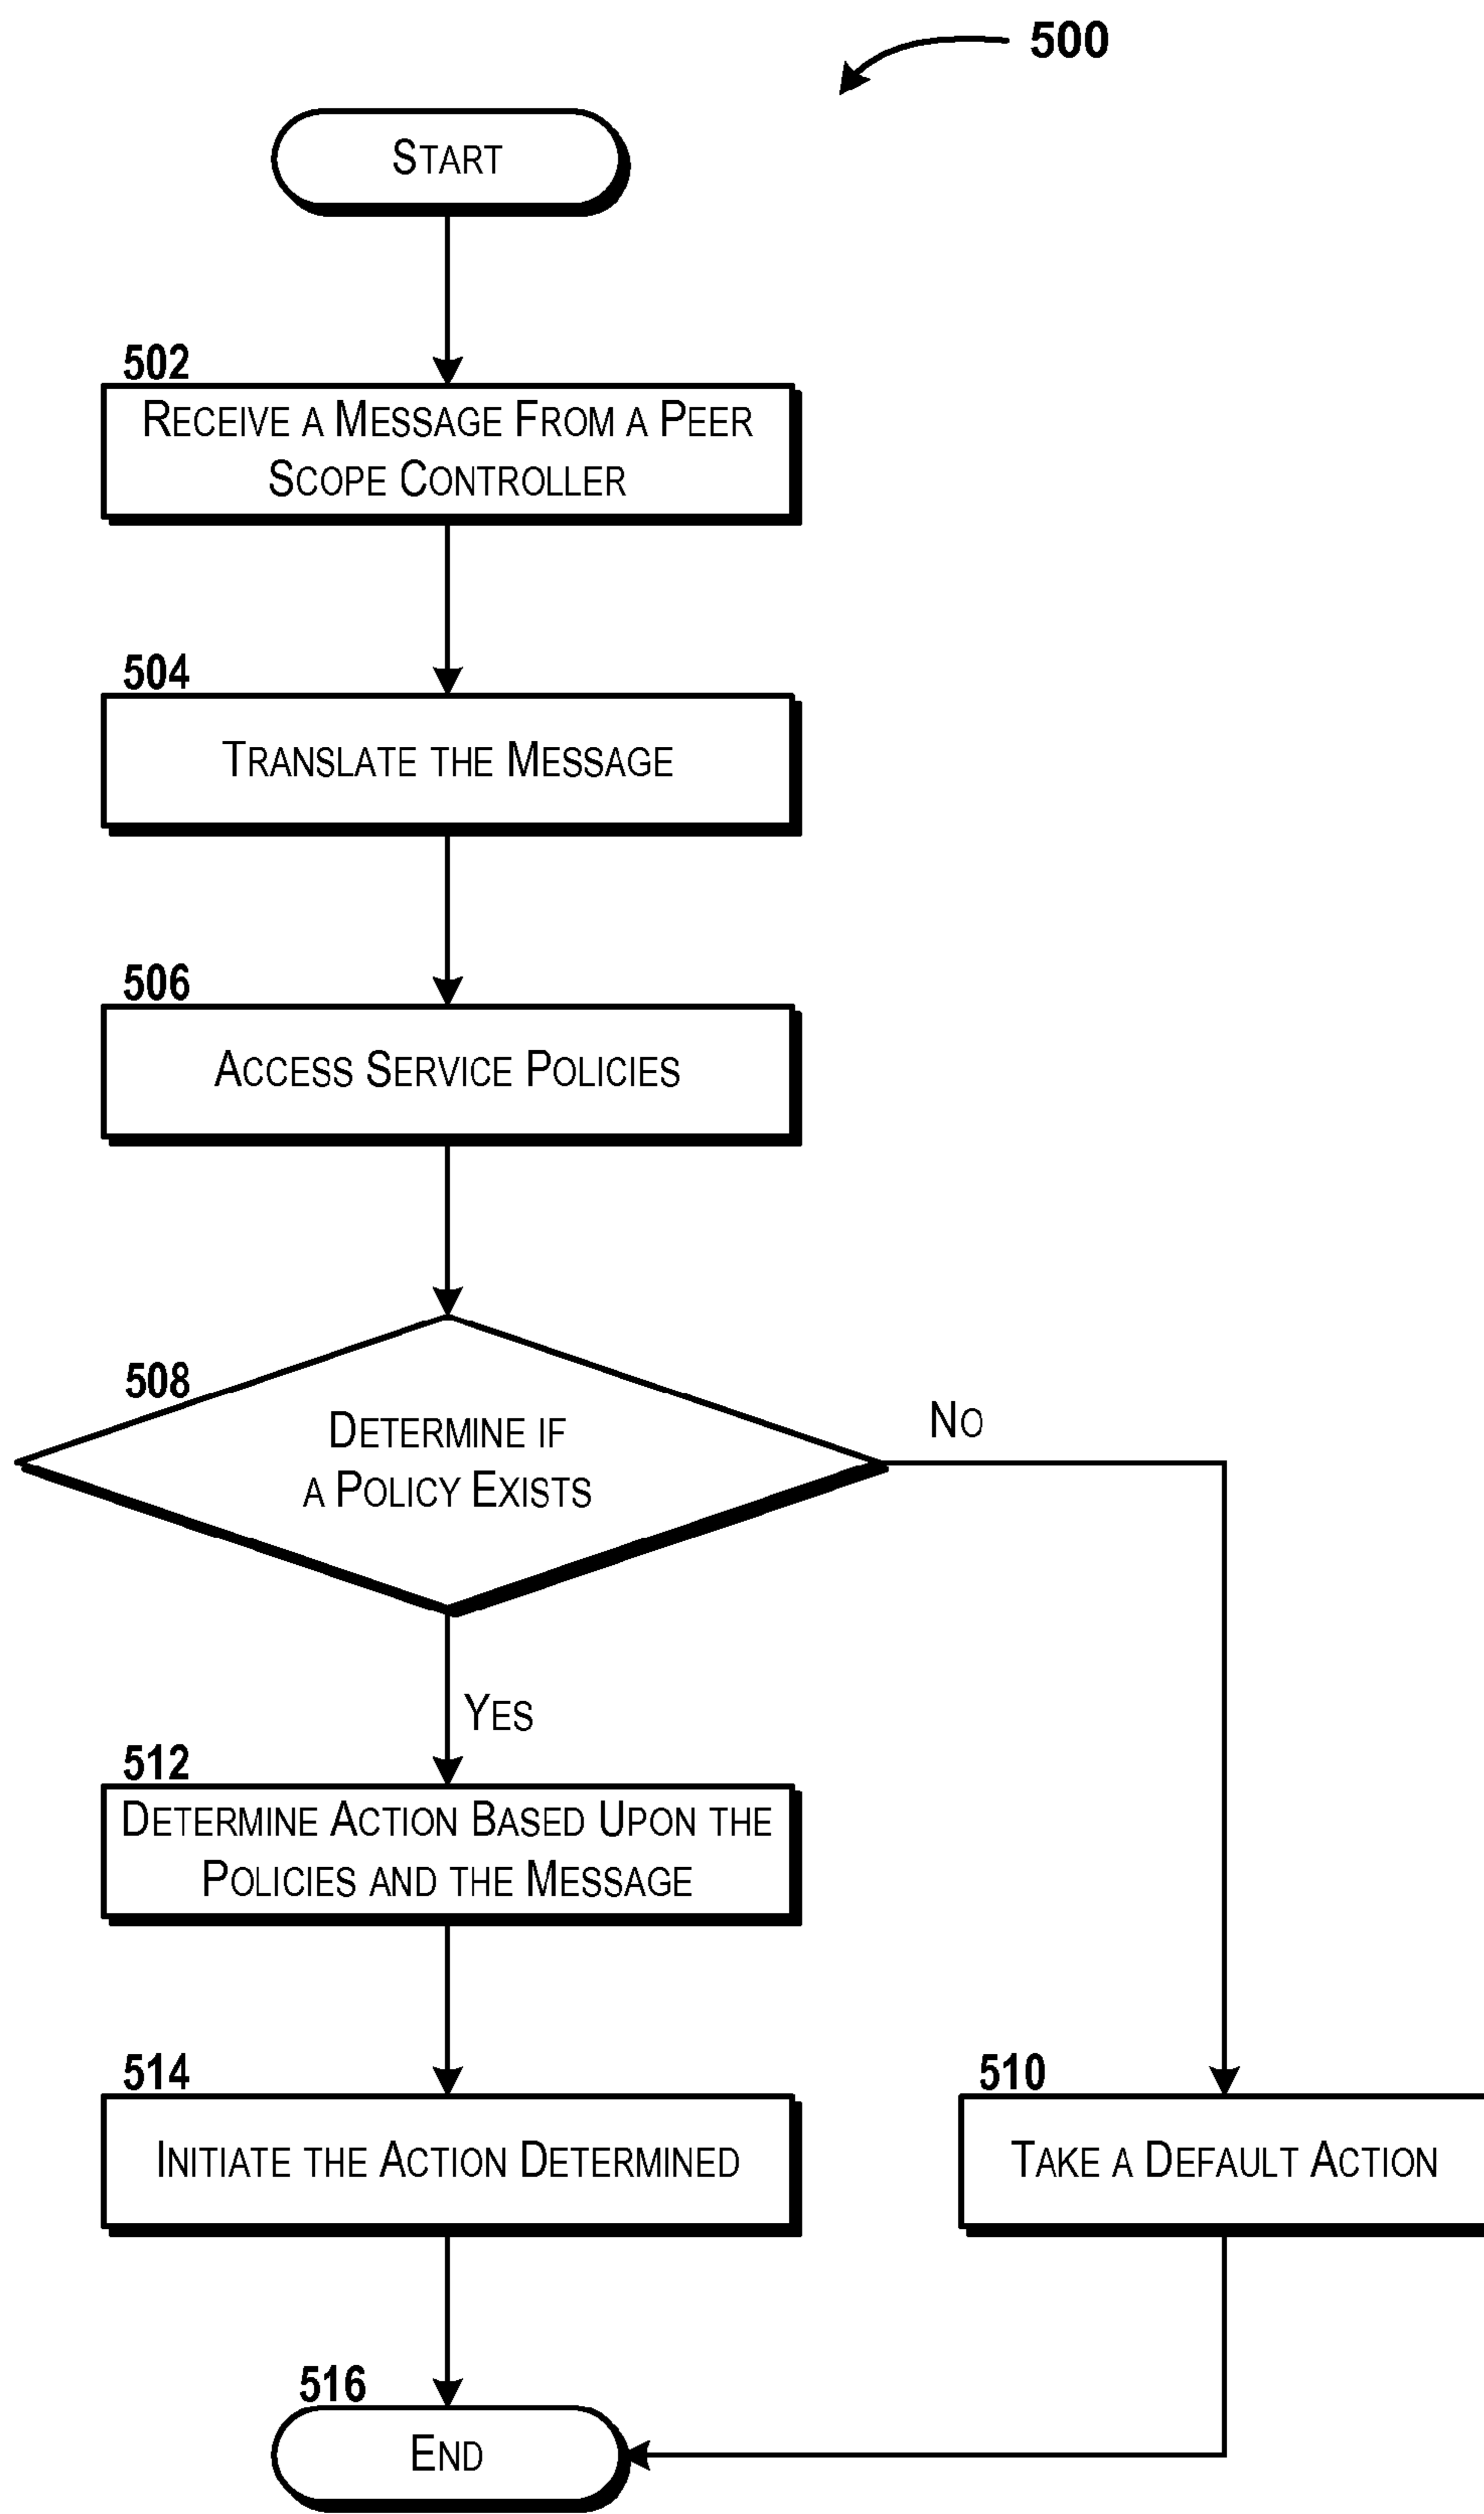 500
START
502
RECEIVE A MESSAGE FROM A PEER
SCOPE CONTROLLER
504
TRANSLATE THE MESSAGE
506
ACCESS SERVICE POLICIES
508
DETERMINE IF
A POLICY EXISTS
NO
YES
512
DETERMINE ACTION BASED UPON THE
POLICIES AND THE MESSAGE
514
INITIATE THE ACTION DETERMINED
510
TAKE A DEFAULT ACTION
516
END